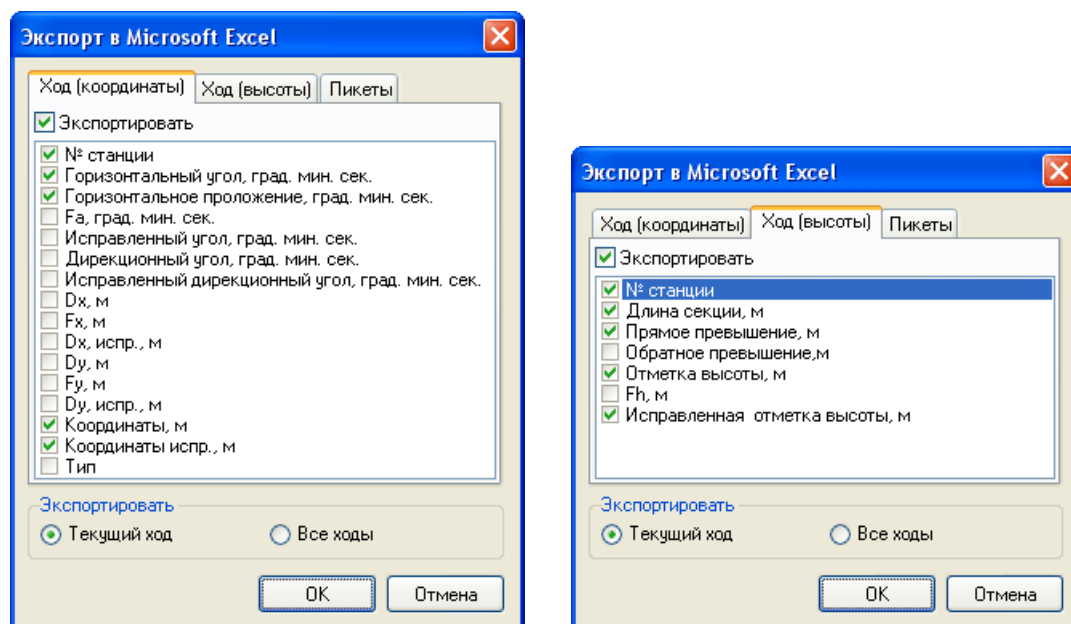 Экспорт в Microsoft Excel
Ход (координаты) Ход (высоты) Пикеты
Экспортировать
№ станции
Горизонтальный угол, град. мин. сек.
Горизонтальное проложение, град. мин. сек.
Fa, град. мин. сек.
Исправленный угол, град. мин. сек.
Дирекционный угол, град. мин. сек.
Исправленный дирекционный угол, град. мин. сек.
Dx, м
Fx, м
Dx, испр., м
Dy, м
Fy, м
Dy, испр., м
Координаты, м
Координаты испр., м
Тип
Экспортировать
Текущий ход Все ходы
OK Отмена
Экспорт в Microsoft Excel
Ход (координаты) Ход (высоты) Пикеты
Экспортировать
№ станции
Длина секции, м
Прямое превышение, м
Обратное превышение,м
Отметка высоты, м
Fh, м
Исправленная отметка высоты, м
Экспортировать
Текущий ход Все ходы
OK Отмена